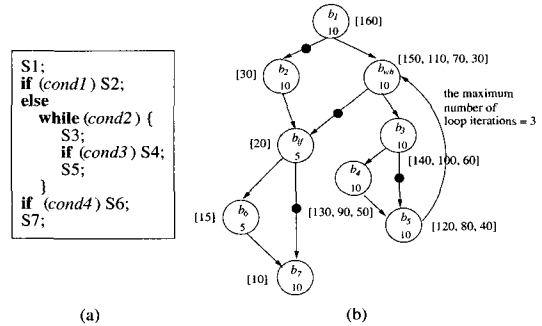 S1;
if (cond1) S2;
else
while (cond2) {
S3;
if (cond3) S4;
S5;
}
if (cond4) S6;
S7;
(a)
b1
10
[160]
[30]
b2
10
bwh
10
[150, 110, 70, 30]
the maximum
number of
loop iterations = 3
[20]
bif
5
b3
10
[140, 100, 60]
b4
10
[15]
b6
5
[130, 90, 50]
b5
10
[120, 80, 40]
[10]
b7
10
(b)